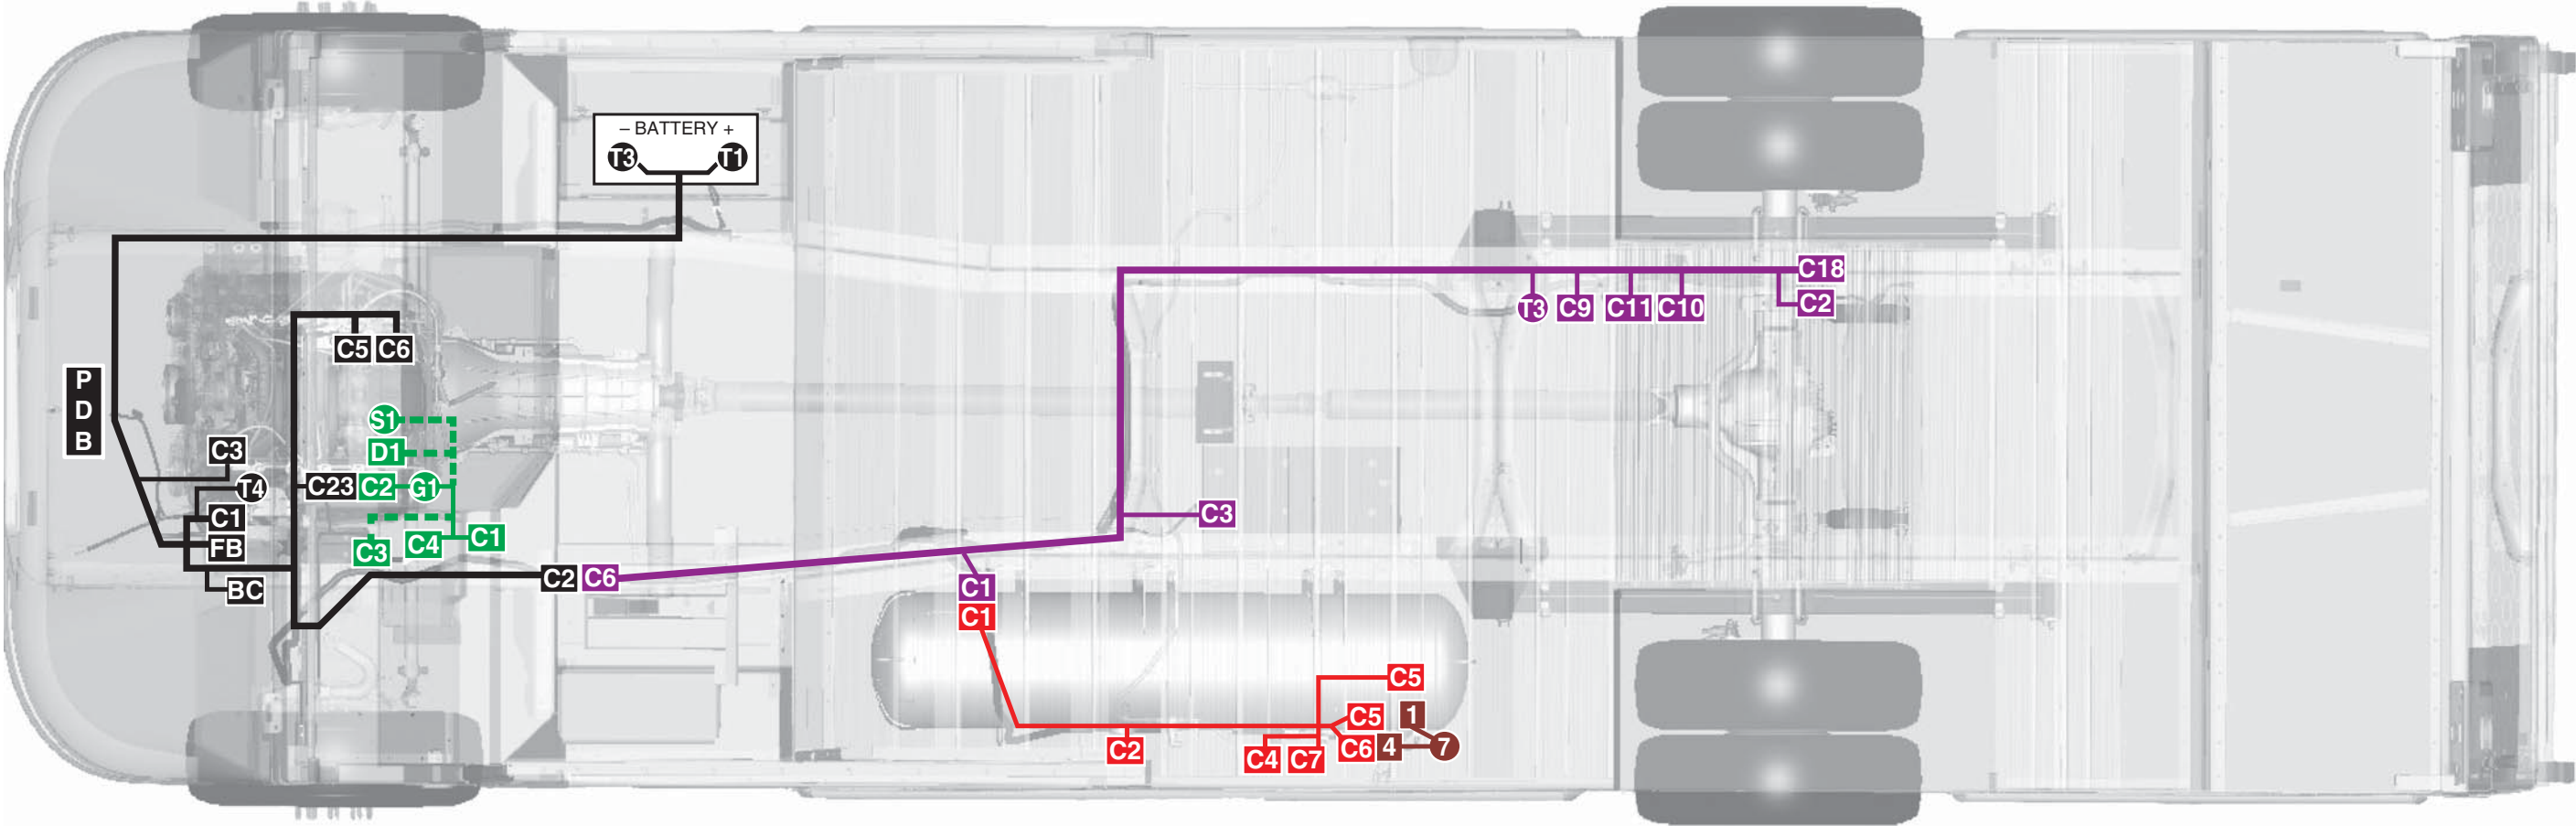 – BATTERY +
T3 T1
C18
T3 C9 C11 C10 C2
C5 C6
P
D
B
S1
C3 D1
T4 C23 C2 G1
C1 C3
FB C3 C4 C1
BC C2 C6
C1
C1
C5
C5 1
C2 C4 C7 C6 4 7